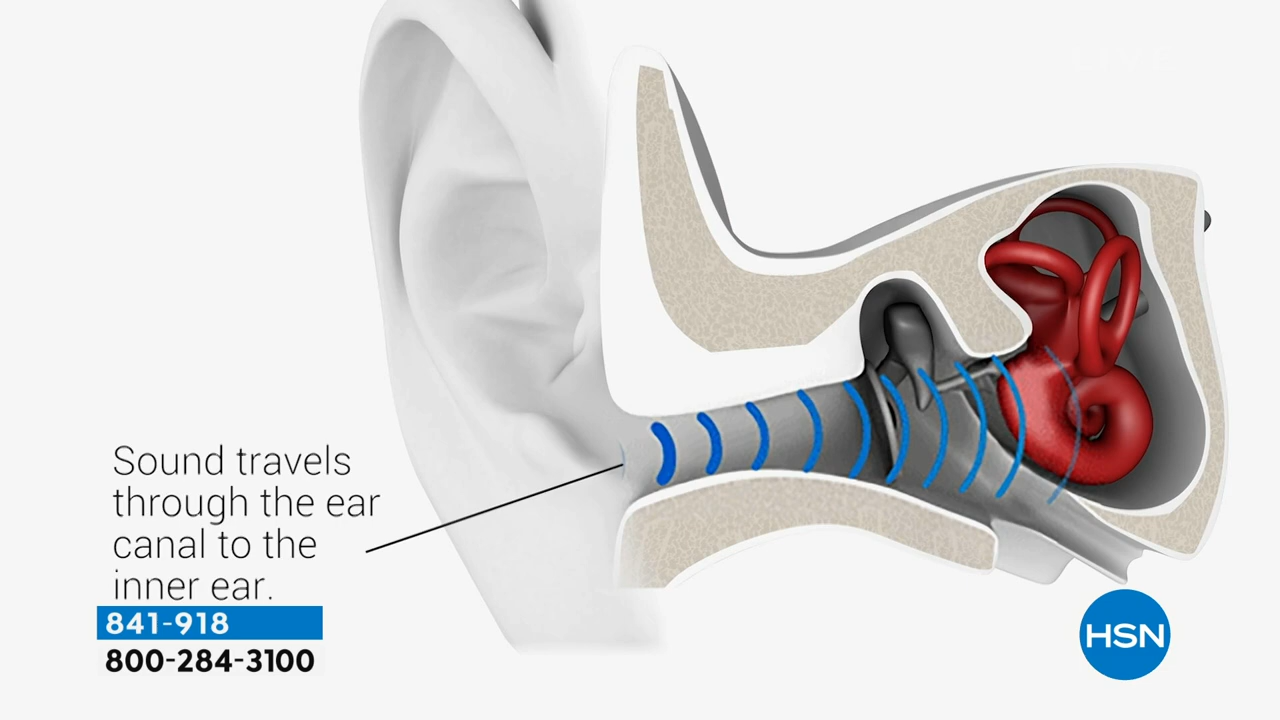 Sound travels
through the ear
canal to the
inner ear.
841-918
800-284-3100
HSN